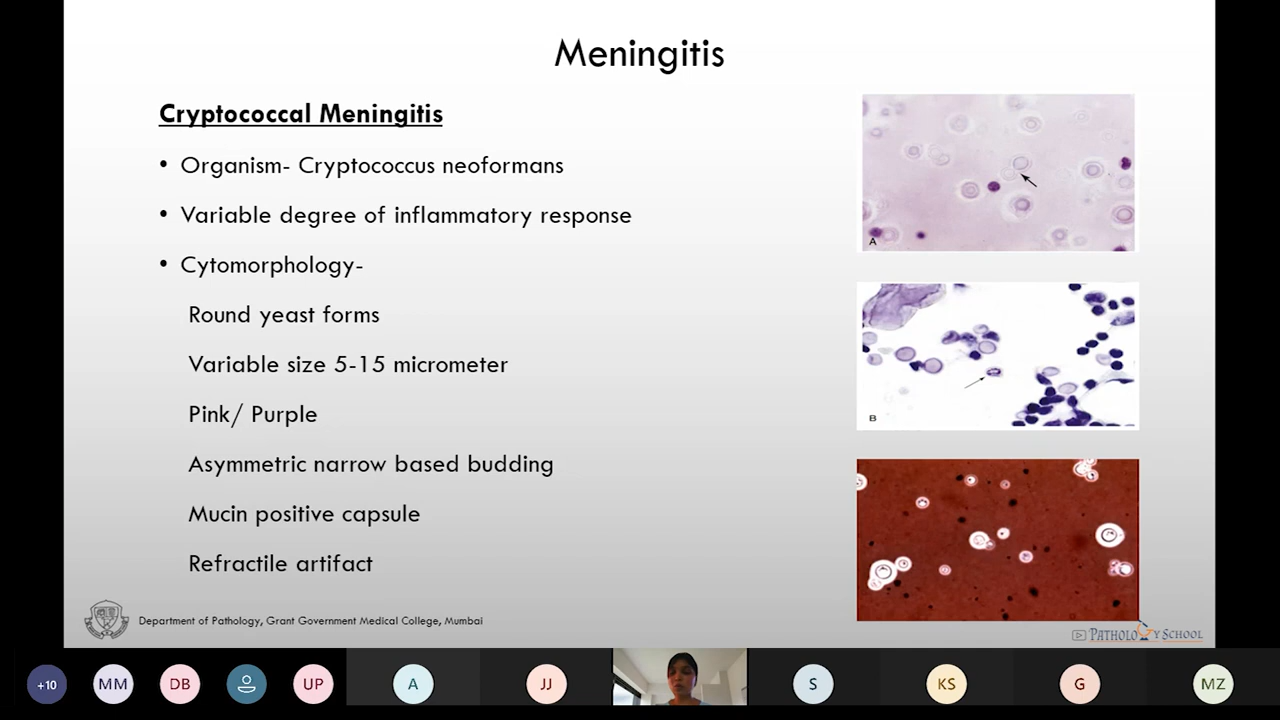 Meningitis
Cryptococcal Meningitis
• Organism- Cryptococcus neoformans
• Variable degree of inflammatory response
• Cytomorphology-
Round yeast forms
Variable size 5-15 micrometer
Pink/ Purple
Asymmetric narrow based budding
Mucin positive capsule
Refractile artifact
A
B
Department of Pathology, Grant Government Medical College, Mumbai
PATHOLOGY SCHOOL
+10
MM
DB
UP
A
JJ
S
KS
G
MZ